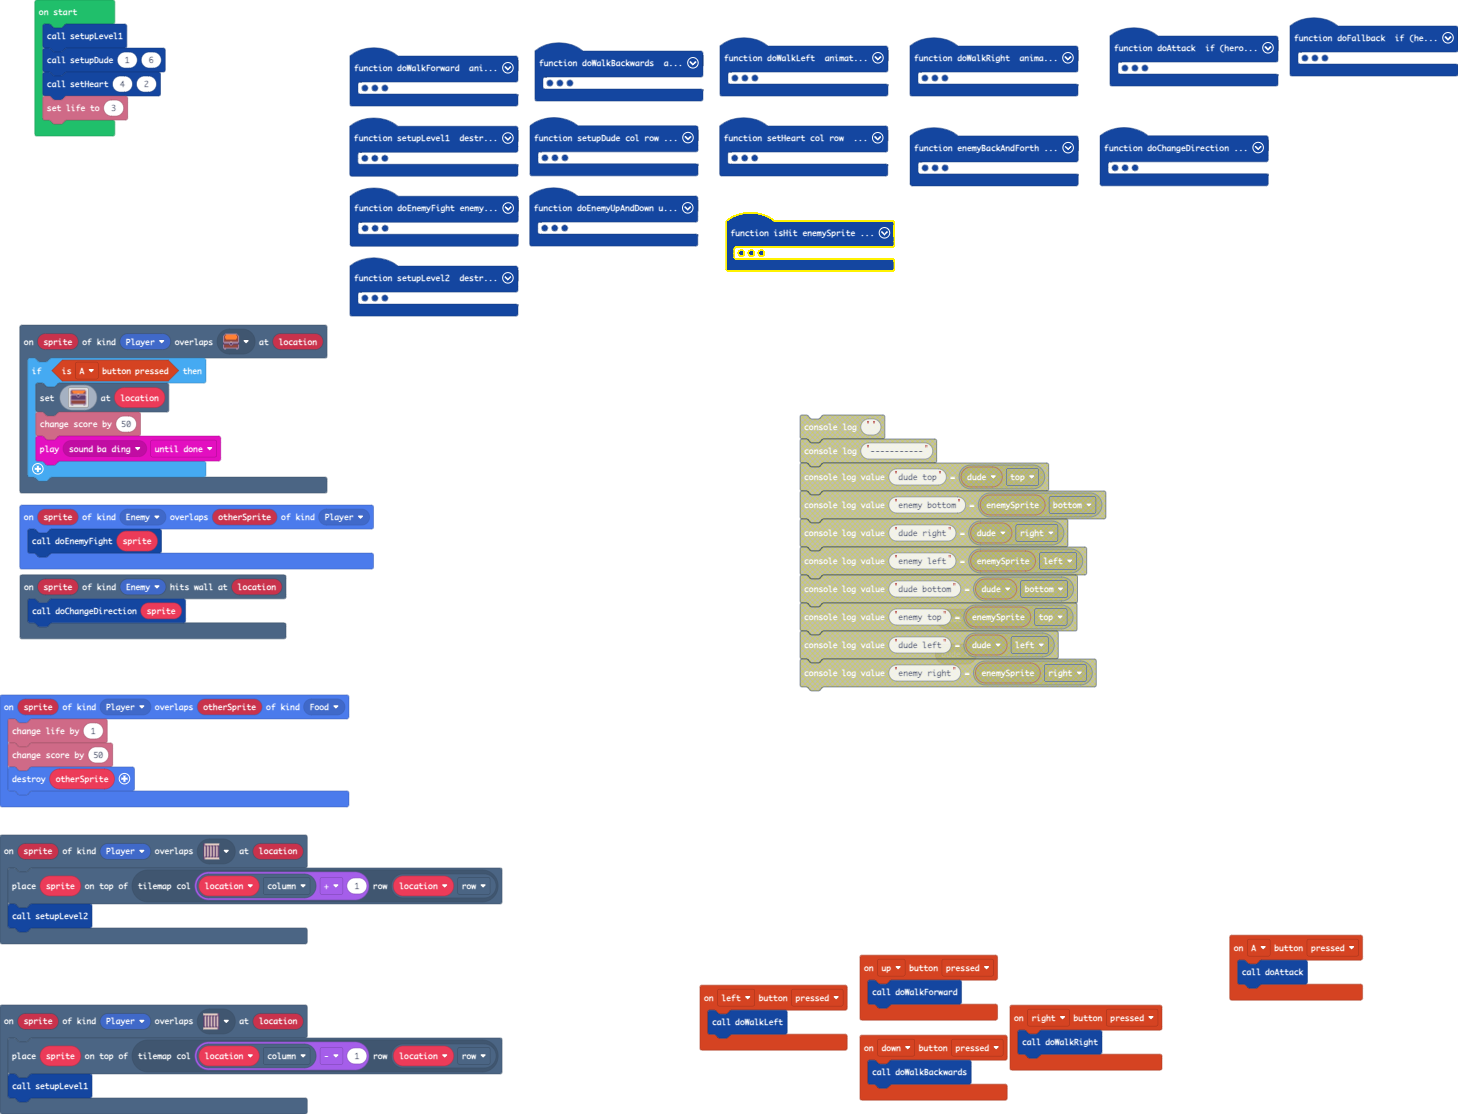 on start
call setupLevel1
call setupDude 1 6
call setHeart 4 2
set life to 3
function doWalkForward ani...
function doWalkBackwards a...
function doWalkLeft animat...
function doWalkRight anima...
function doAttack if (hero...
function doFallback if (he...
function setupLevel1 destr...
function setupDude col row ...
function setHeart col row ...
function enemyBackAndForth ...
function doChangeDirection ...
function doEnemyFight enemy...
function doEnemyUpAndDown u...
function isHit enemySprite ...
function setupLevel2 destr...
on sprite of kind Player overlaps at location
if is A button pressed then
set at location
change score by 50
play sound ba ding until done
on sprite of kind Enemy overlaps otherSprite of kind Player
call doEnemyFight sprite
on sprite of kind Enemy hits wall at location
call doChangeDirection sprite
console log " "
console log "-----------"
console log value "dude top" = dude top
console log value "enemy bottom" = enemySprite bottom
console log value "dude right" = dude right
console log value "enemy left" = enemySprite left
console log value "dude bottom" = dude bottom
console log value "enemy top" = enemySprite top
console log value "dude left" = dude left
console log value "enemy right" = enemySprite right
on sprite of kind Player overlaps otherSprite of kind Food
change life by 1
change score by 50
destroy otherSprite
on sprite of kind Player overlaps at location
place sprite on top of tilemap col location column + 1 row location row
call setupLevel2
on sprite of kind Player overlaps at location
place sprite on top of tilemap col location column - 1 row location row
call setupLevel1
on left button pressed
call doWalkLeft
on up button pressed
call doWalkForward
on down button pressed
call doWalkBackwards
on right button pressed
call doWalkRight
on A button pressed
call doAttack